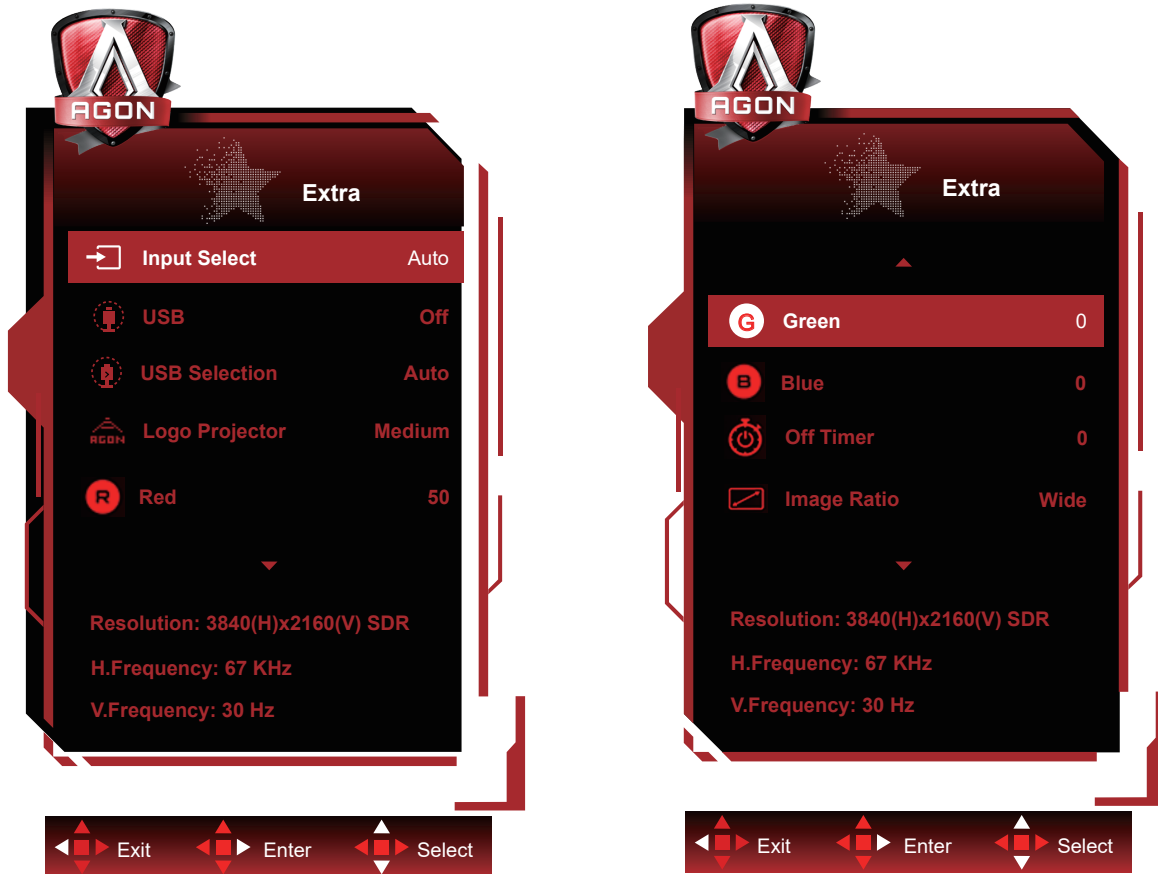 AGON
Extra
Input Select Auto
USB Off
USB Selection Auto
AGON Logo Projector Medium
R Red 50
Resolution: 3840(H)x2160(V) SDR
H.Frequency: 67 KHz
V.Frequency: 30 Hz
Exit Enter Select
AGON
Extra
G Green 0
B Blue 0
Off Timer 0
Image Ratio Wide
Resolution: 3840(H)x2160(V) SDR
H.Frequency: 67 KHz
V.Frequency: 30 Hz
Exit Enter Select